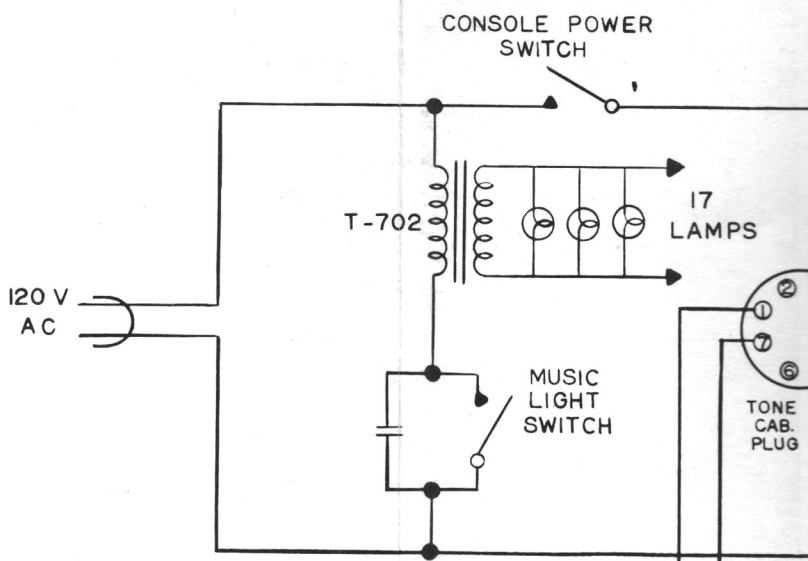 CONSOLE POWER
SWITCH
T-702
17
LAMPS
120 V
AC
2
1
7
6
MUSIC
LIGHT
SWITCH
TONE
CAB.
PLUG